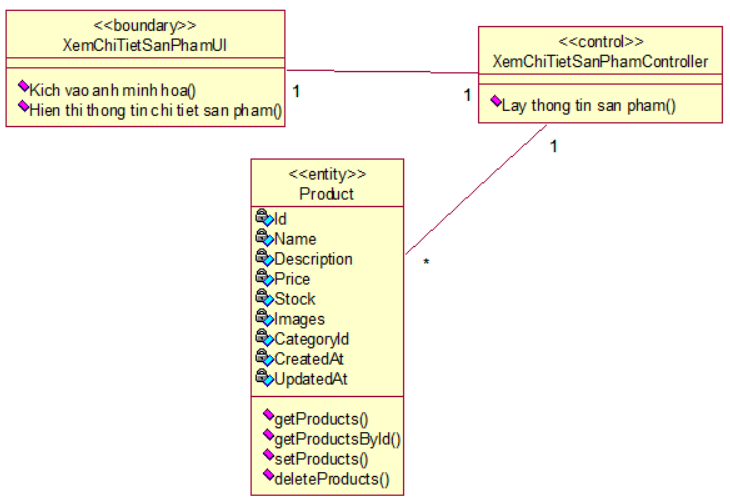 <<boundary>>
XemChiTietSanPhamUI
Kich vao anh minh hoa()
Hien thi thong tin chi tiet san pham()
1
1
<<control>>
XemChiTietSanPhamController
Lay thong tin san pham()
1
*
<<entity>>
Product
Id
Name
Description
Price
Stock
Images
CategoryId
CreatedAt
UpdatedAt
getProducts()
getProductsById()
setProducts()
deleteProducts()